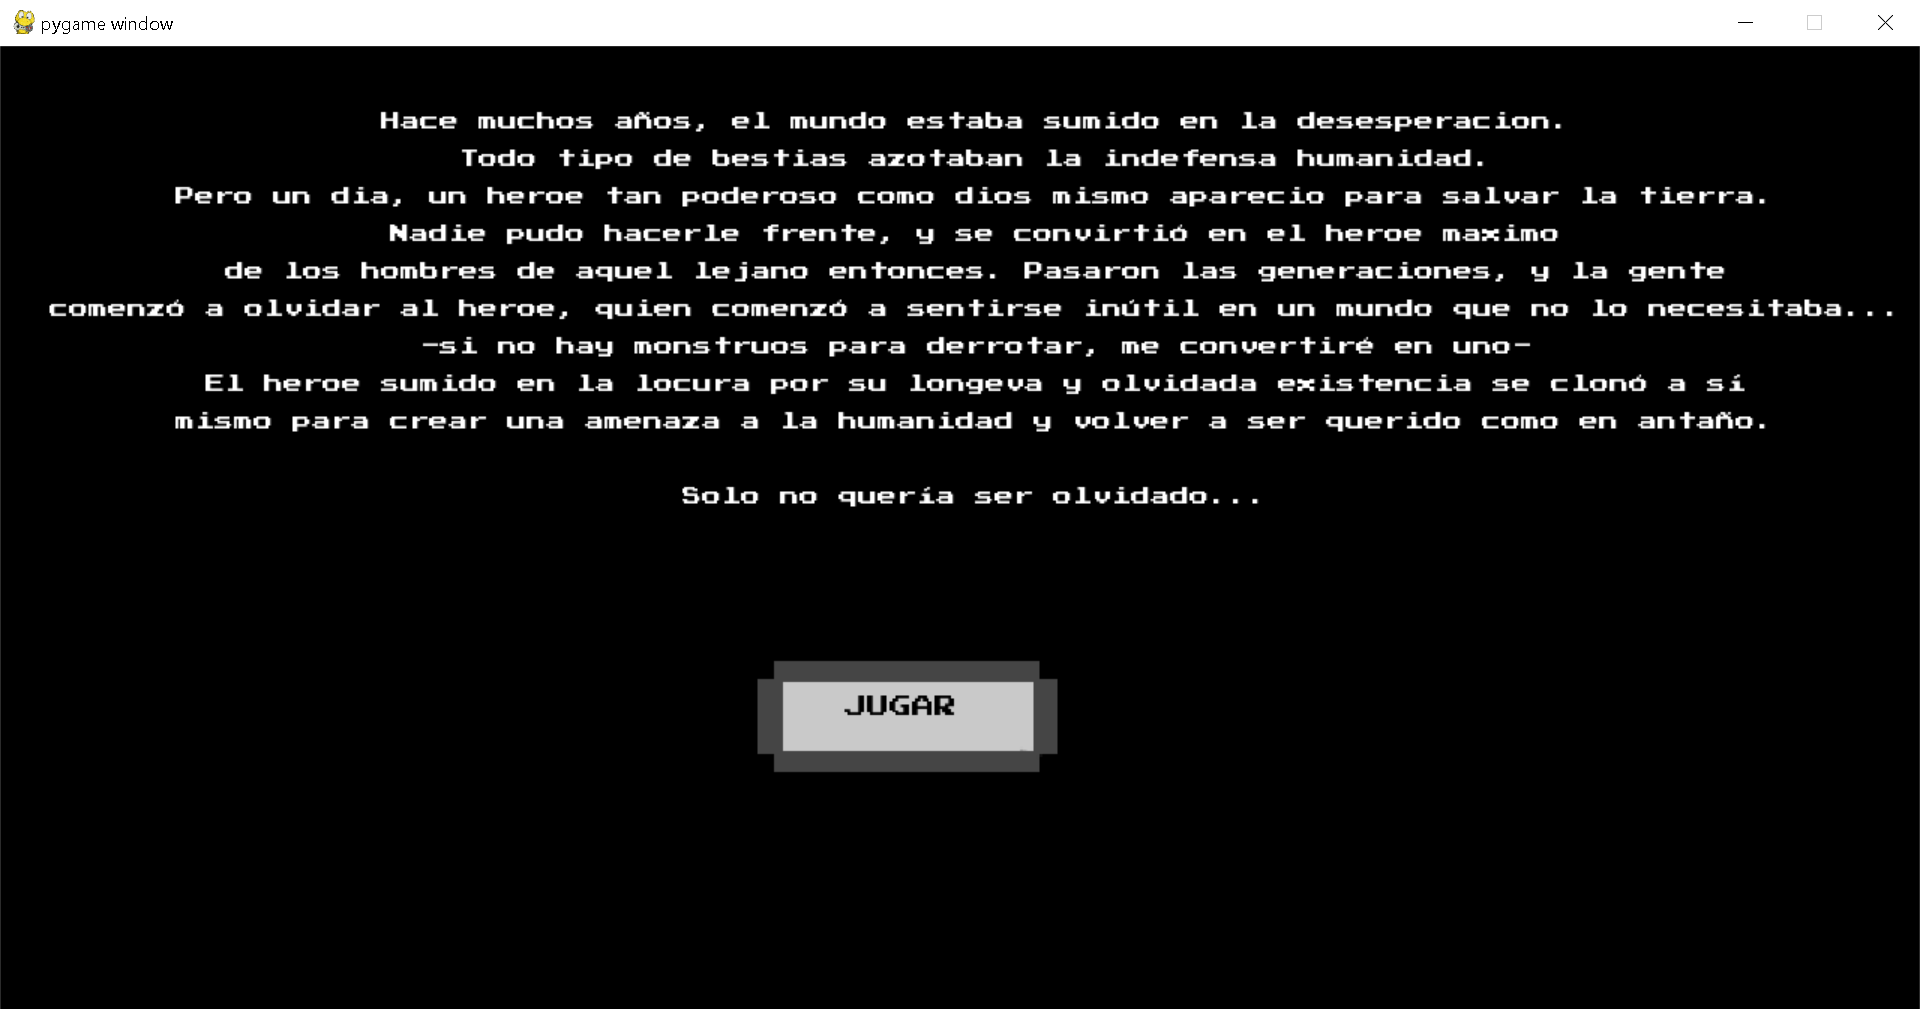 pygame window
Hace muchos años, el mundo estaba sumido en la desesperacion.
Todo tipo de bestias azotaban la indefensa humanidad.
Pero un dia, un heroe tan poderoso como dios mismo aparecio para salvar la tierra.
Nadie pudo hacerle frente, y se convirtió en el heroe maximo
de los hombres de aquel lejano entonces. Pasaron las generaciones, y la gente
comenzó a olvidar al heroe, quien comenzó a sentirse inútil en un mundo que no lo necesitaba...
-si no hay monstruos para derrotar, me convertiré en uno-
El heroe sumido en la locura por su longeva y olvidada existencia se clonó a sí
mismo para crear una amenaza a la humanidad y volver a ser querido como en antaño.
Solo no quería ser olvidado...
JUGAR